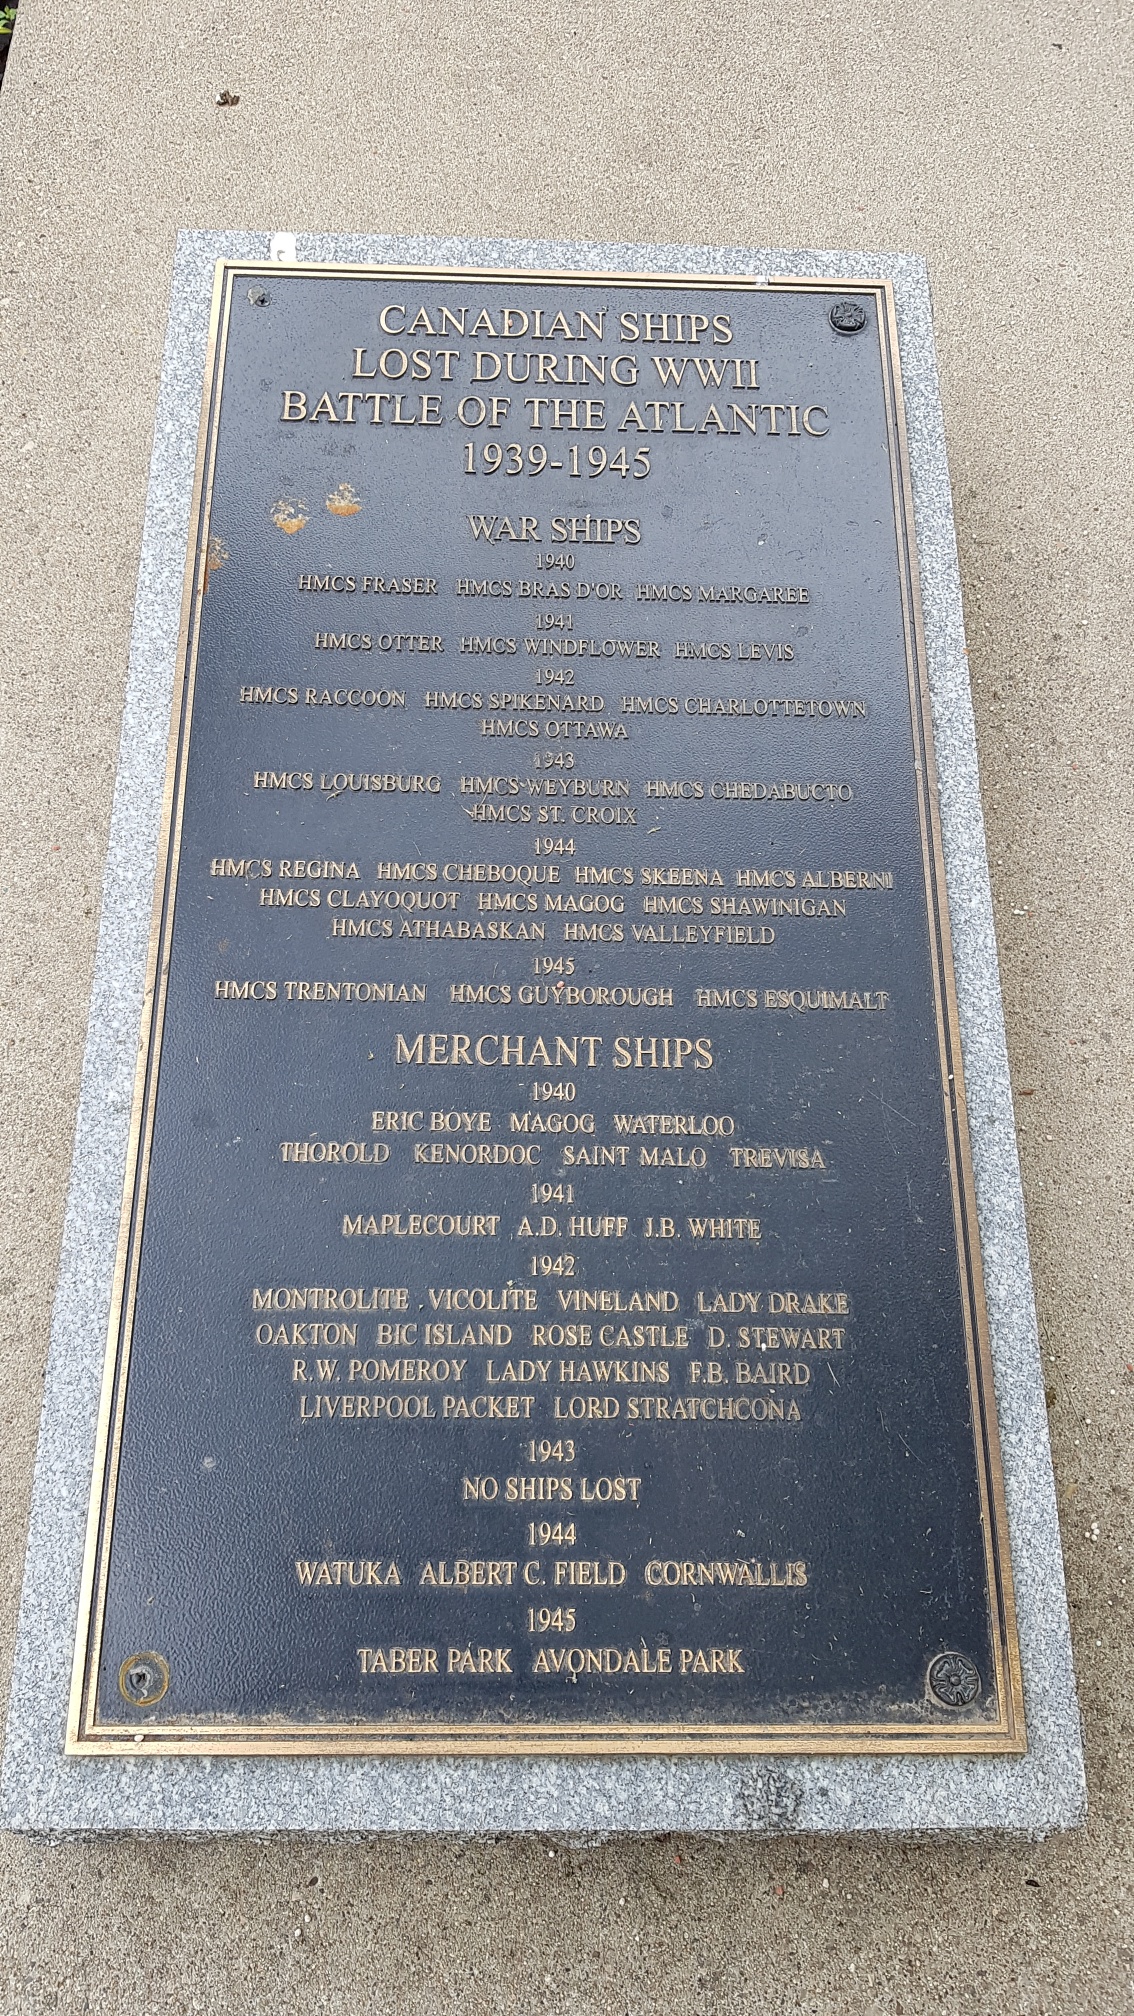 CANADIAN SHIPS
LOST DURING WWII
BATTLE OF THE ATLANTIC
1939-1945
WAR SHIPS
1940
HMCS FRASER HMCS BRAS D'OR HMCS MARGAREE
1941
HMCS OTTER HMCS WINDFLOWER HMCS LEVIS
1942
HMCS RACCOON HMCS SPIKENARD HMCS CHARLOTTETOWN
HMCS OTTAWA
1943
HMCS LOUISBURG HMCS WEYBURN HMCS CHEDABUCTO
HMCS ST. CROIX
1944
HMCS REGINA HMCS CHEBOQUE HMCS SKEENA HMCS ALBERNI
HMCS CLAYOQUOT HMCS MAGOG HMCS SHAWINIGAN
HMCS ATHABASKAN HMCS VALLEYFIELD
1945
HMCS TRENTONIAN HMCS GUYBOROUGH HMCS ESQUIMALT
MERCHANT SHIPS
1940
ERIC BOYE MAGOG WATERLOO
THOROLD KENORDOC SAINT MALO TREVISA
1941
MAPLECOURT A.D. HUFF J.B. WHITE
1942
MONTROLITE VICOLITE VINELAND LADY DRAKE
OAKTON BIC ISLAND ROSE CASTLE D. STEWART
R.W. POMEROY LADY HAWKINS F.B. BAIRD
LIVERPOOL PACKET LORD STRATCHCONA
1943
NO SHIPS LOST
1944
WATUKA ALBERT C. FIELD CORNWALLIS
1945
TABER PARK AVONDALE PARK